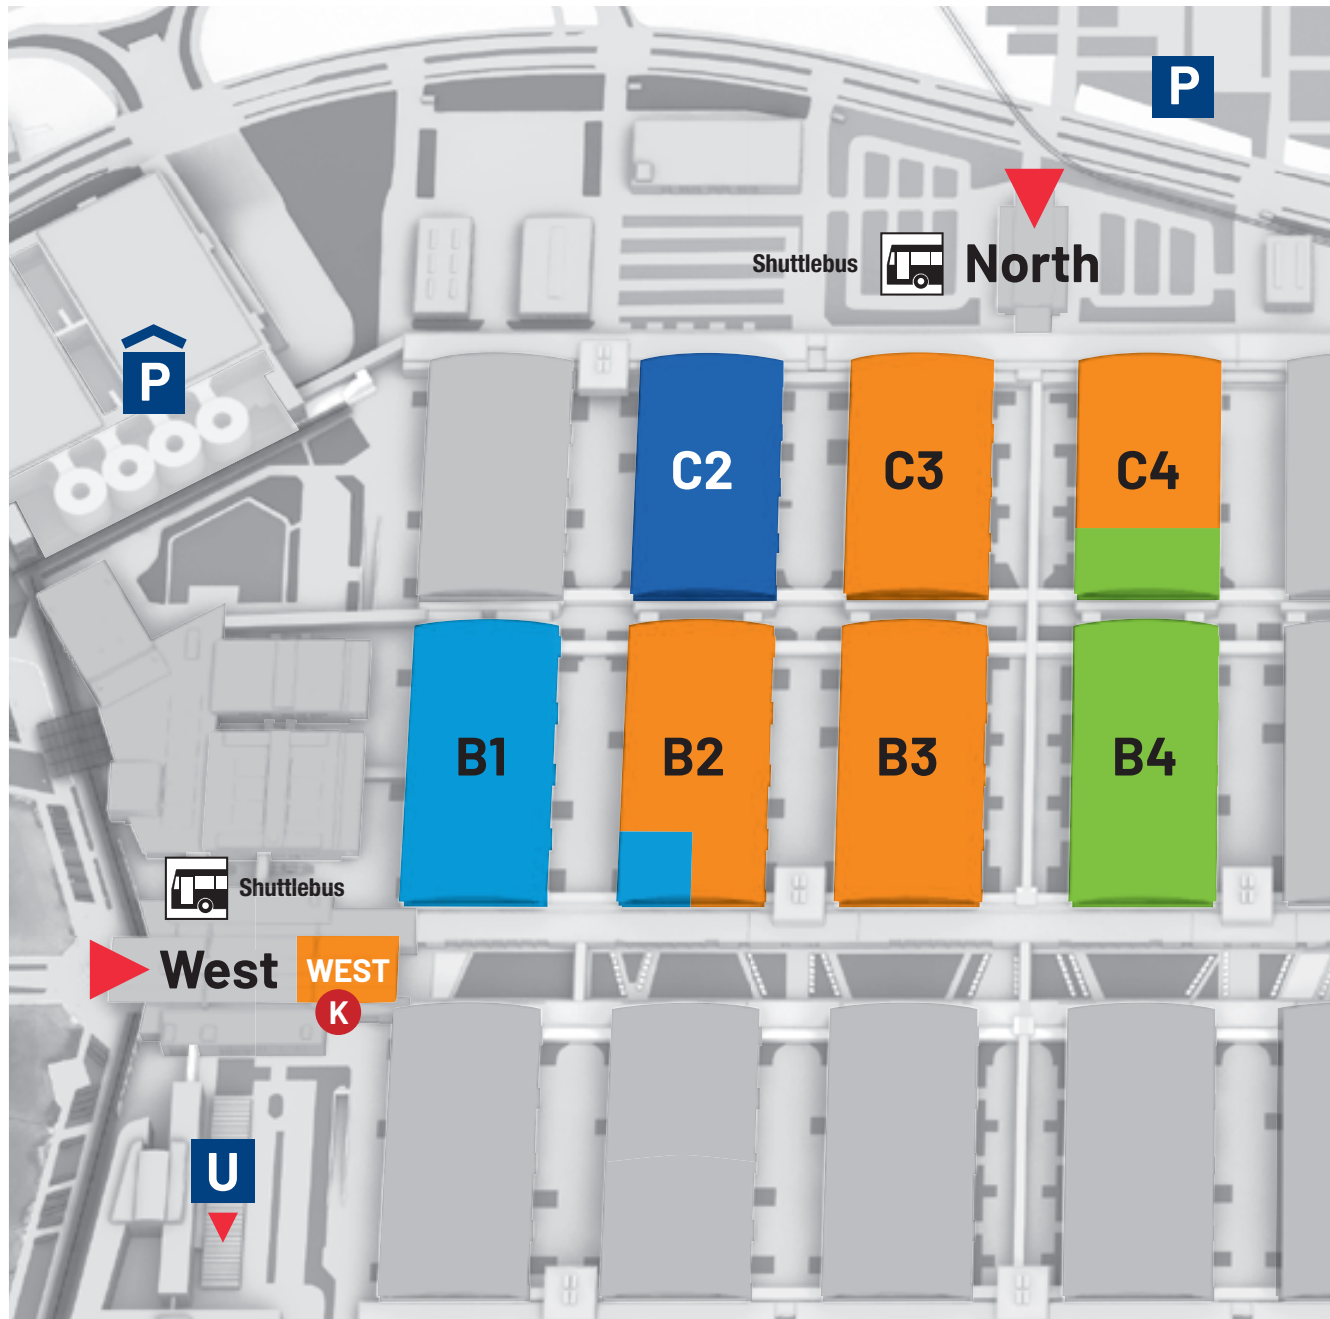 P
Shuttlebus North
P
C2 C3 C4
B1 B2 B3 B4
Shuttlebus
West WEST
K
U